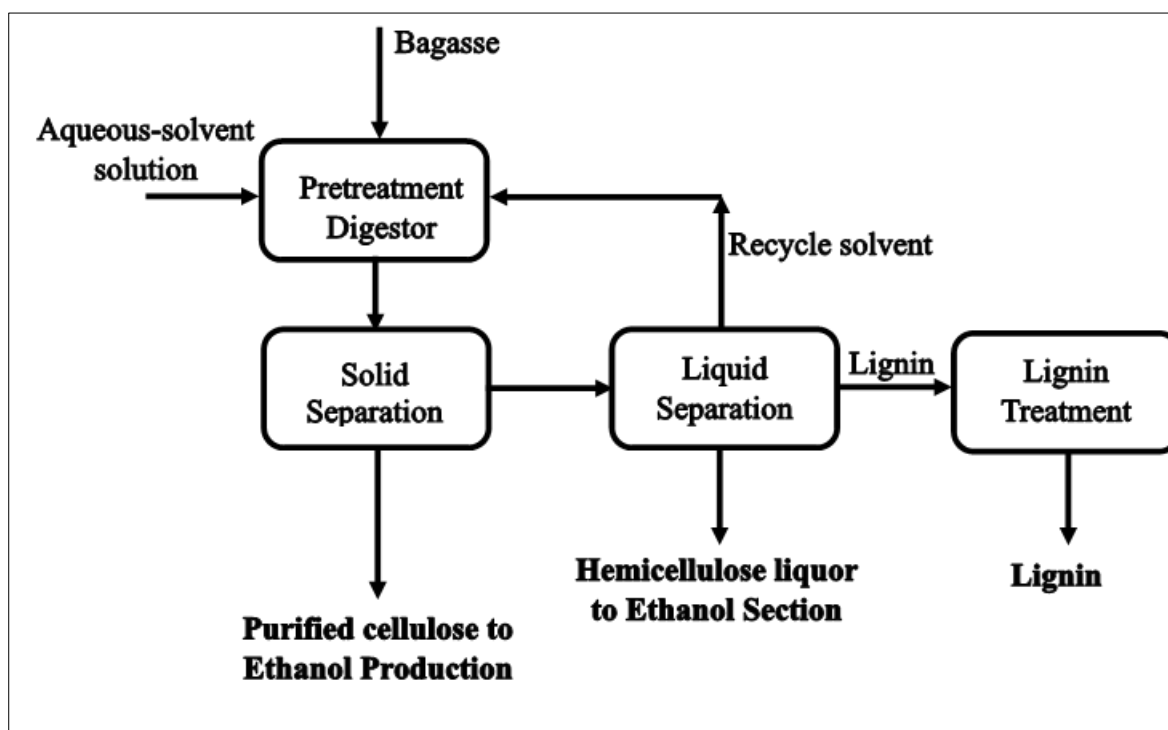 Bagasse
Aqueous-solvent
solution
Pretreatment
Digestor
Recycle solvent
Solid
Separation
Liquid
Separation
Lignin
Lignin
Treatment
Purified cellulose to
Ethanol Production
Hemicellulose liquor
to Ethanol Section
Lignin